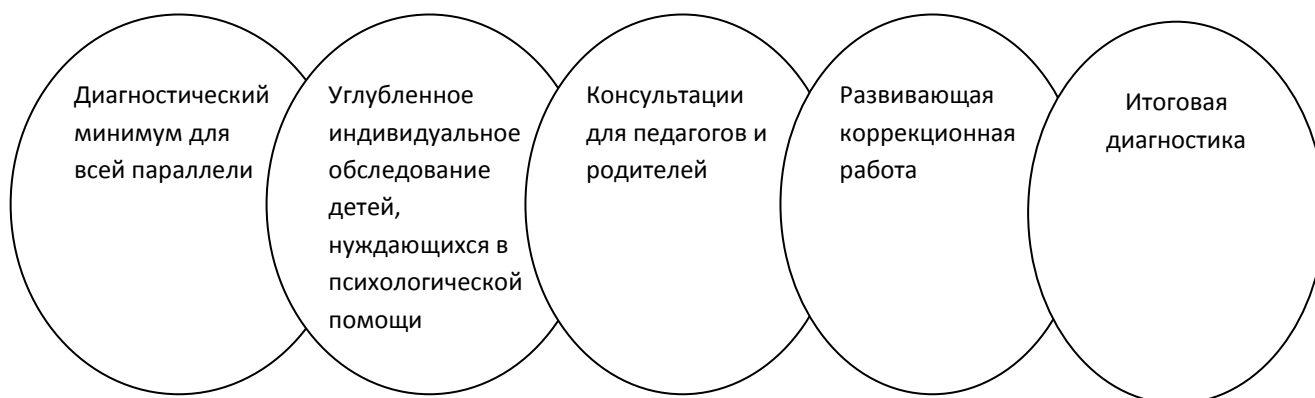 Диагностический
минимум для
всей параллели
Углубленное
индивидуальное
обследование
детей,
нуждающихся в
психологической
помощи
Консультации
для педагогов и
родителей
Развивающая
коррекционная
работа
Итоговая
диагностика